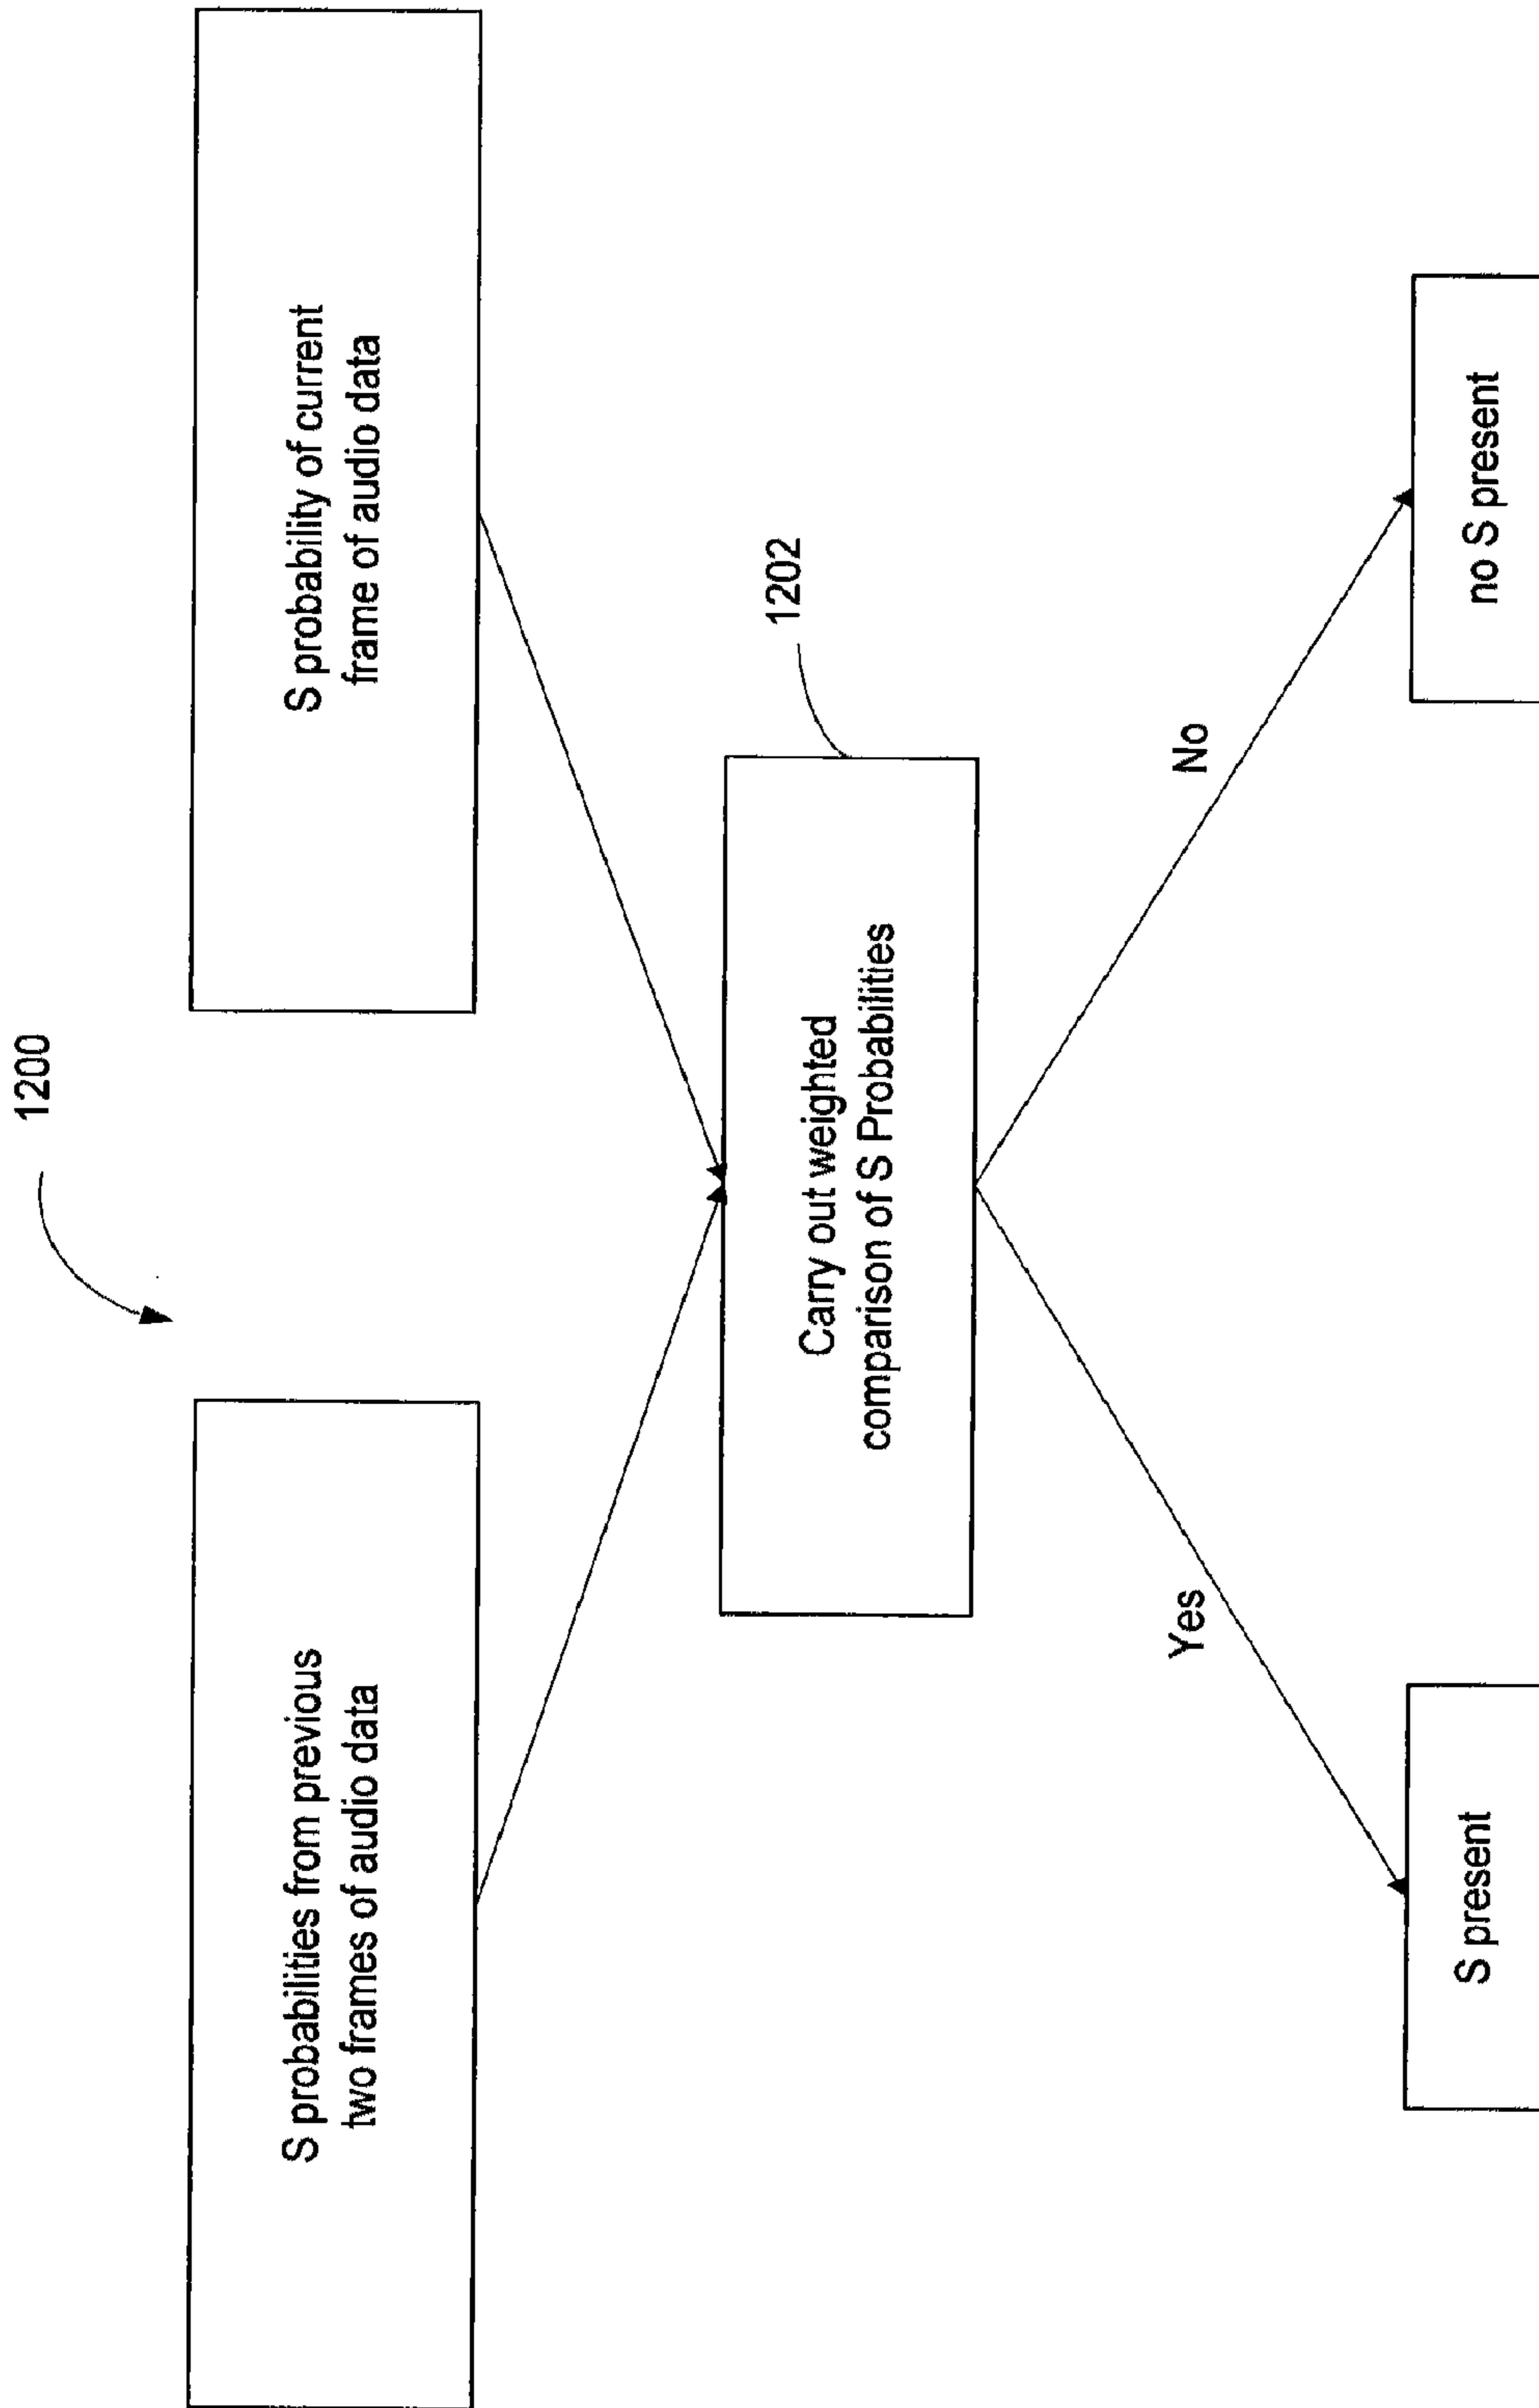 1200
S probabilities from previous
two frames of audio data
S probability of current
frame of audio data
1202
Carry out weighted
comparison of S Probabilities
Yes
No
S present
no S present